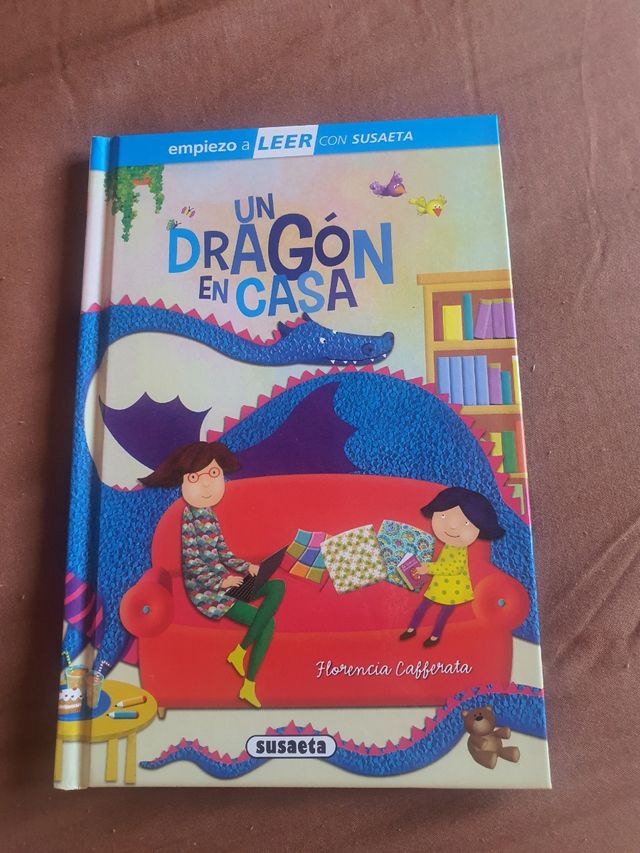 empiezo a LEER CON SUSAETA
UN
DRAGÓN
EN CASA
Florencia Cafferata
susaeta